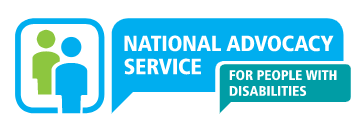 NATIONAL ADVOCACY
SERVICE
FOR PEOPLE WITH
DISABILITIES